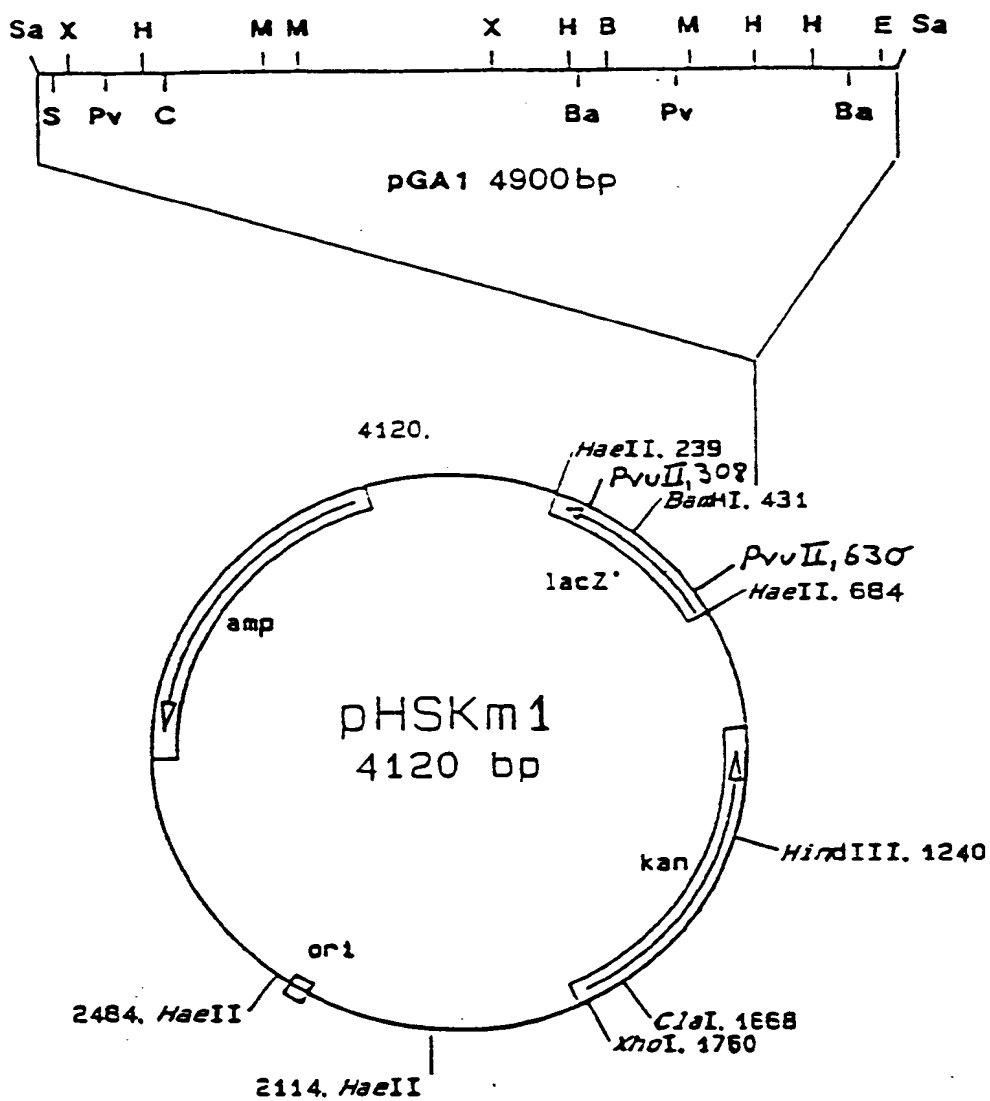 Sa X H M M X H B M H H E Sa
S Pv C Ba Pv Ba
pGA1 4900bp
4120.
HaeII. 239
PvuII, 308
BamHI. 431
PvuII, 630
HaeII. 684
lacZ'
amp
pHSKm1
4120 bp
kan
HindIII. 1240
ori
2484. HaeII
ClaI. 1668
XhoI. 1760
2114. HaeII